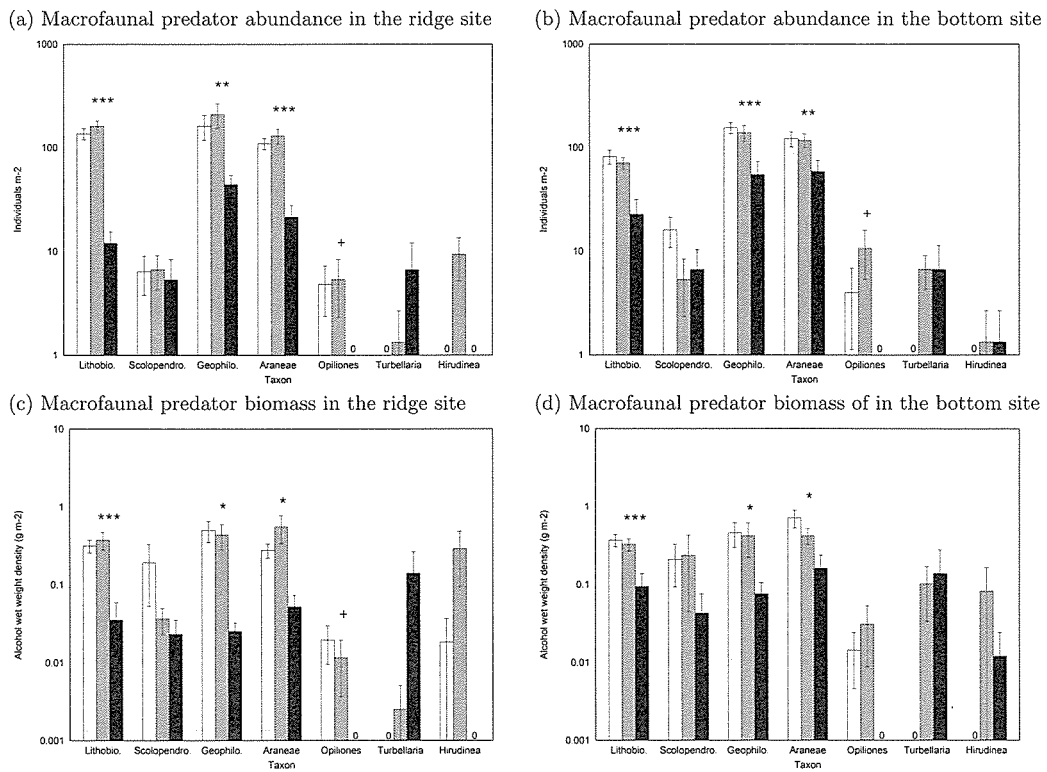 (a) Macrofaunal predator abundance in the ridge site
1000
100
10
1
Individuals m-2
***
**
***
+
0
0
0
0
Lithobio. Scolopendro. Geophilo. Araneae Opiliones Turbellaria Hirudinea
Taxon
(b) Macrofaunal predator abundance in the bottom site
1000
100
10
1
Individuals m-2
***
***
**
+
0
0
0
Lithobio. Scolopendro. Geophilo. Araneae Opiliones Turbellaria Hirudinea
Taxon
(c) Macrofaunal predator biomass in the ridge site
10
1
0.1
0.01
0.001
Alcohol wet weight density (g m-2)
***
*
*
+
0
0
0
Lithobio. Scolopendro. Geophilo. Araneae Opiliones Turbellaria Hirudinea
Taxon
(d) Macrofaunal predator biomass of in the bottom site
10
1
0.1
0.01
0.001
Alcohol wet weight density (g m-2)
***
*
*
0
0
0
Lithobio. Scolopendro. Geophilo. Araneae Opiliones Turbellaria Hirudinea
Taxon